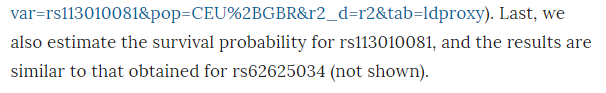 var=rs113010081&pop=CEU%2BGBR&r2_d=r2&tab=ldproxy). Last, we
also estimate the survival probability for rs113010081, and the results are
similar to that obtained for rs62625034 (not shown).